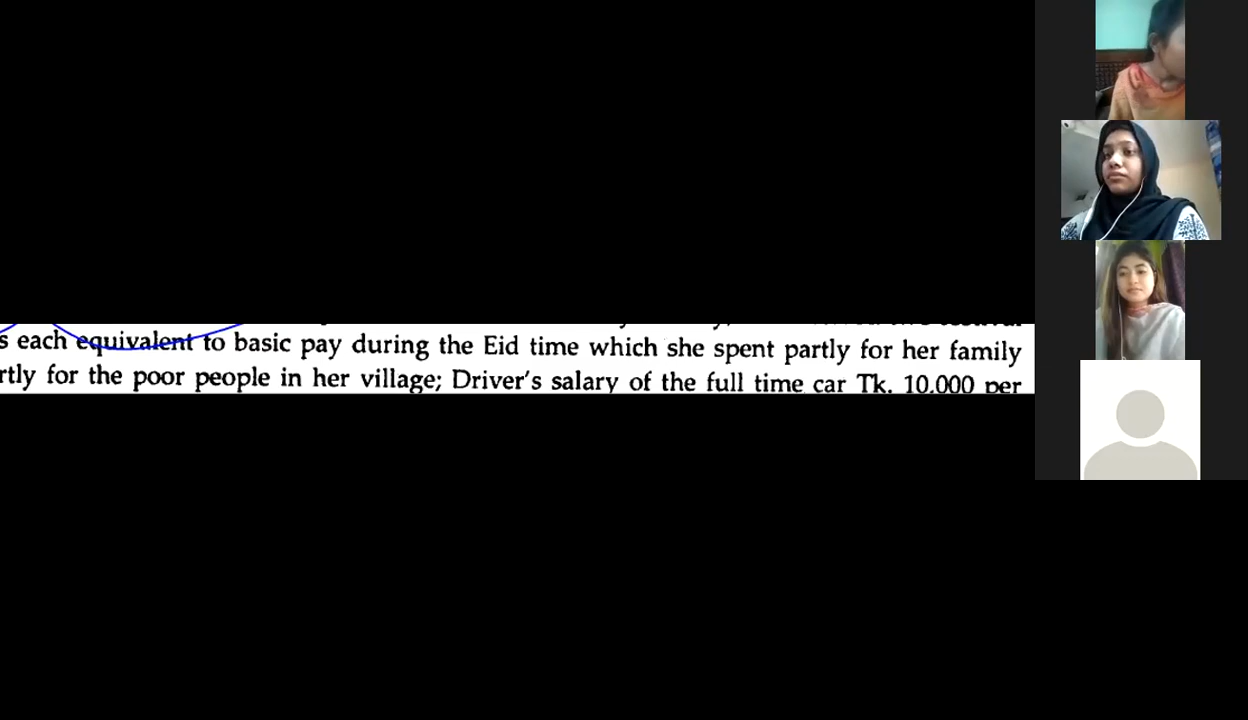 s each equivalent to basic pay during the Eid time which she spent partly for her family
rtly for the poor people in her village; Driver's salary of the full time car Tk. 10,000 per